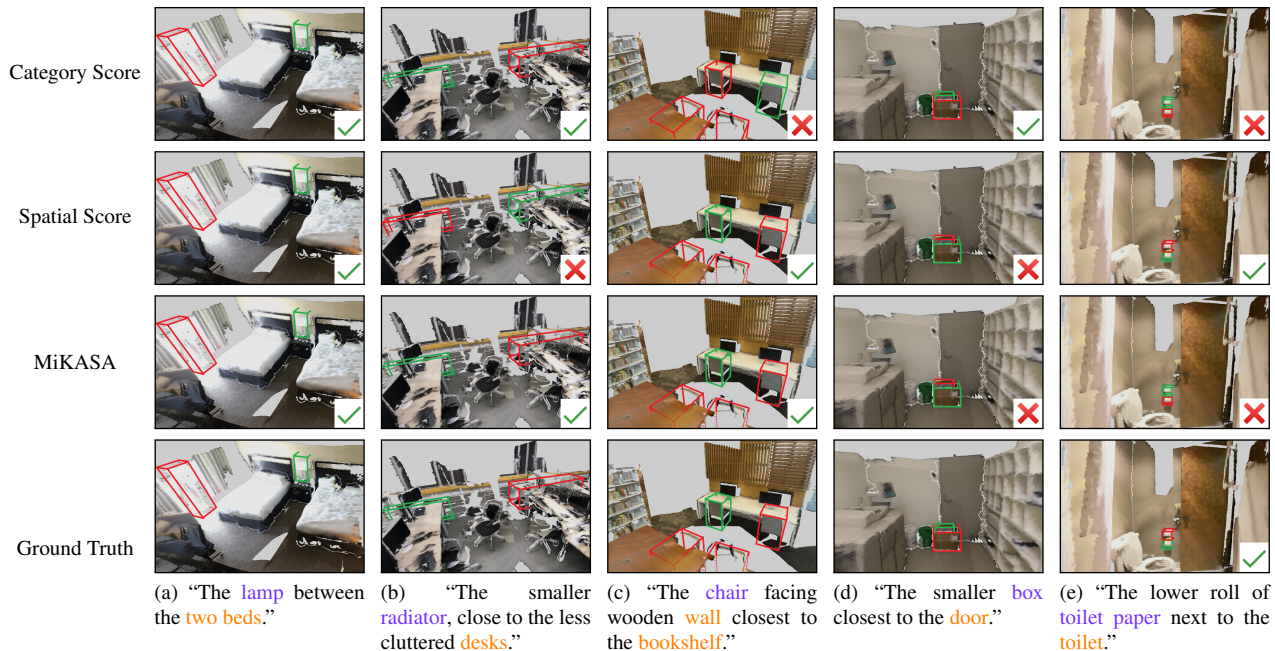 Category Score
Spatial Score
MiKASA
Ground Truth
(a) “The lamp between
the two beds.”
(b) “The smaller
radiator, close to the less
cluttered desks.”
(c) “The chair facing
wooden wall closest to
the bookshelf.”
(d) “The smaller box
closest to the door.”
(e) “The lower roll of
toilet paper next to the
toilet.”